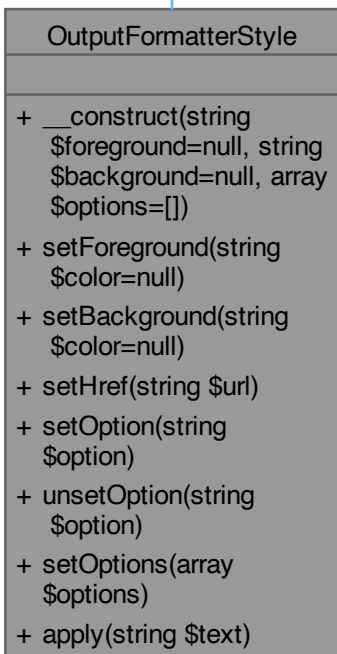 OutputFormatterStyle
+ __construct(string
$foreground=null, string
$background=null, array
$options=[])
+ setForeground(string
$color=null)
+ setBackground(string
$color=null)
+ setHref(string $url)
+ setOption(string
$option)
+ unsetOption(string
$option)
+ setOptions(array
$options)
+ apply(string $text)